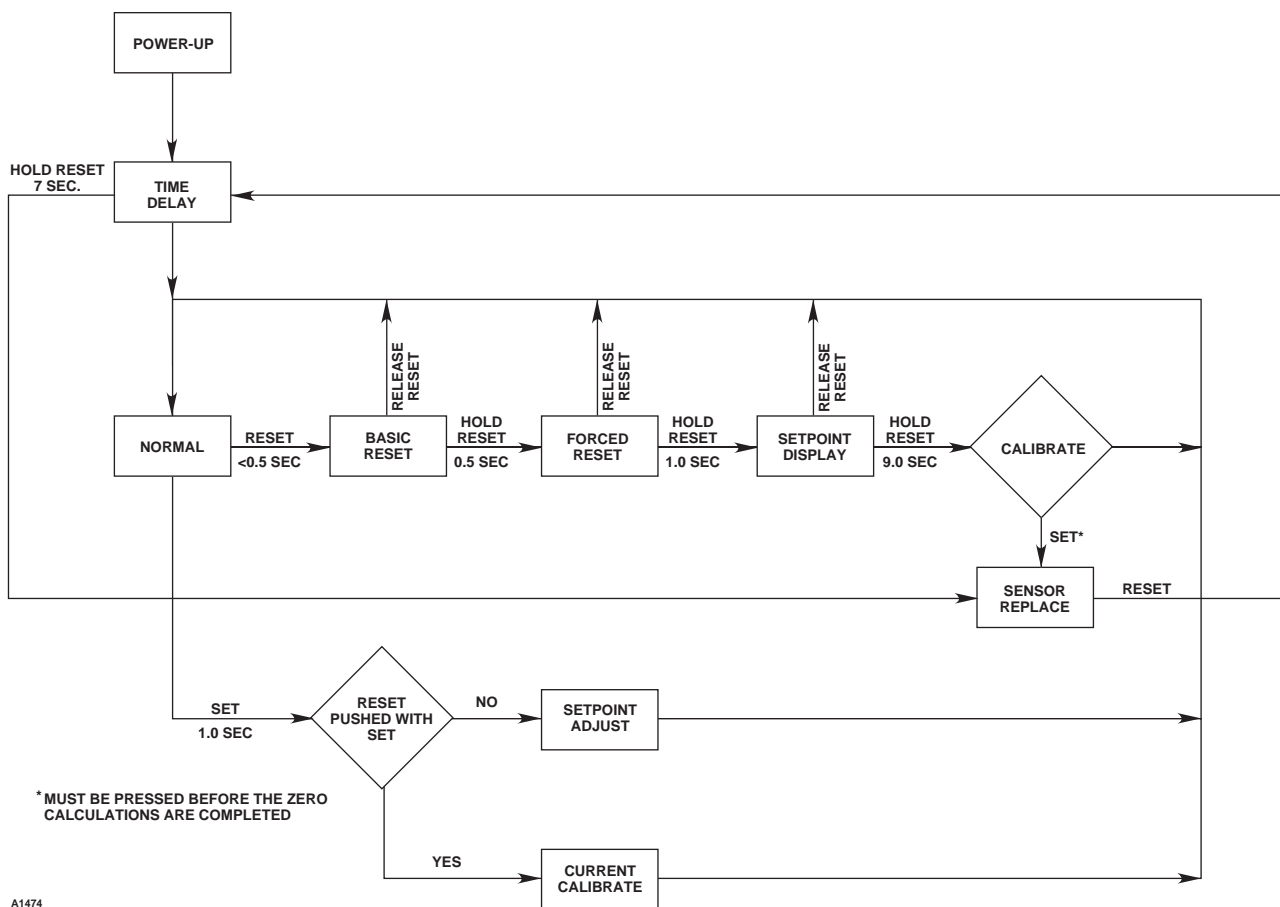 POWER-UP
HOLD RESET
7 SEC.
TIME
DELAY
RELEASE
RESET
RELEASE
RESET
RELEASE
RESET
NORMAL
RESET
<0.5 SEC
BASIC
RESET
HOLD
RESET
0.5 SEC
FORCED
RESET
HOLD
RESET
1.0 SEC
SETPOINT
DISPLAY
HOLD
RESET
9.0 SEC
CALIBRATE
SET*
SENSOR
REPLACE
RESET
SET
1.0 SEC
RESET
PUSHED WITH
SET
NO
SETPOINT
ADJUST
* MUST BE PRESSED BEFORE THE ZERO
CALCULATIONS ARE COMPLETED
YES
CURRENT
CALIBRATE
A1474